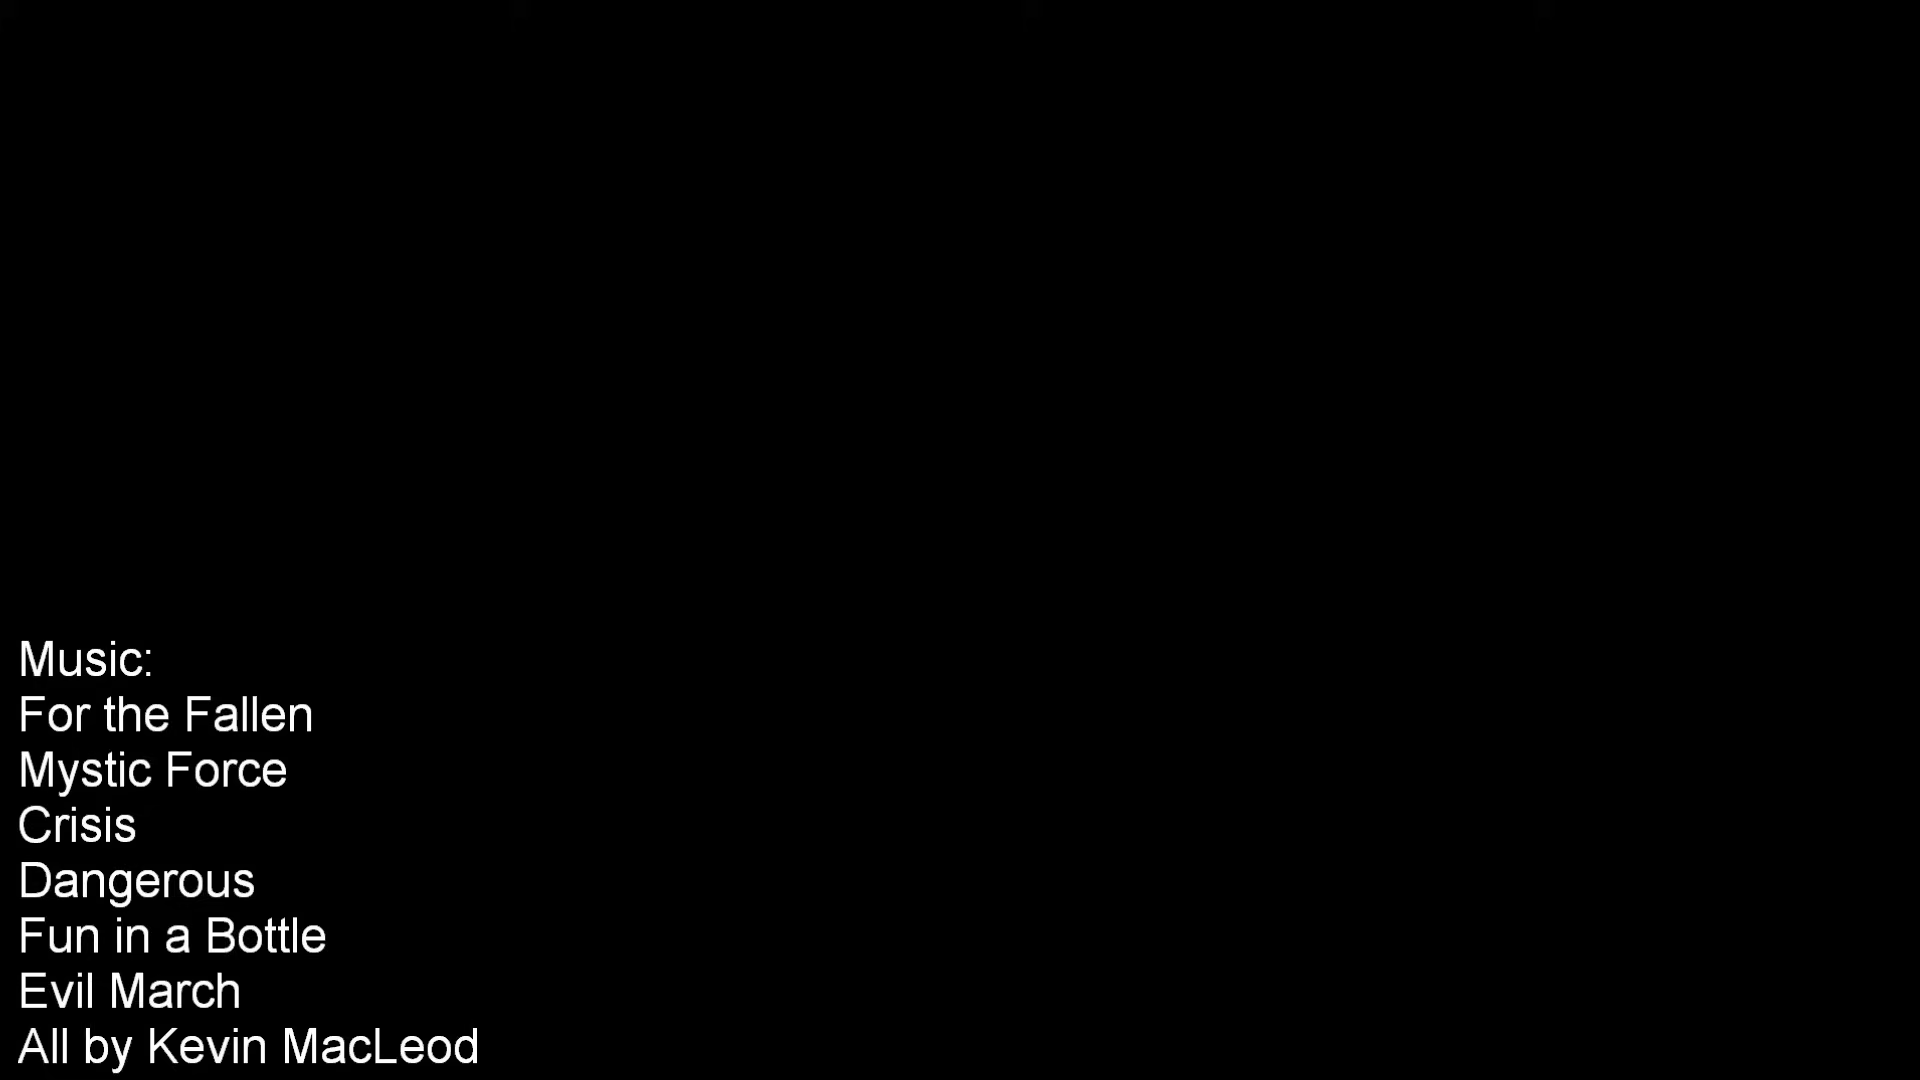 Music:
For the Fallen
Mystic Force
Crisis
Dangerous
Fun in a Bottle
Evil March
All by Kevin MacLeod